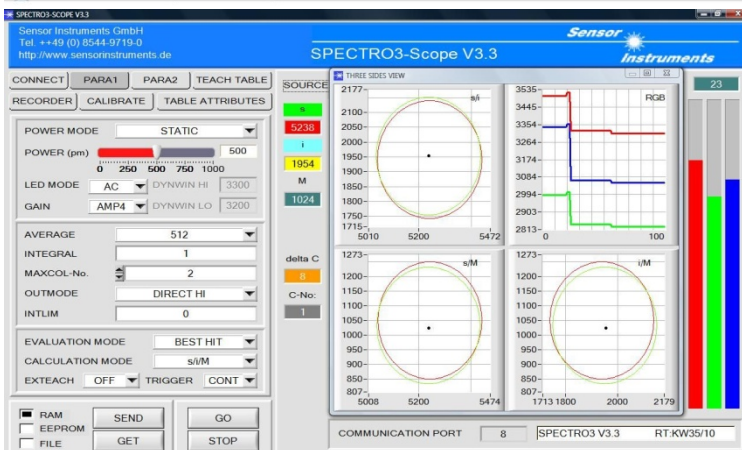 SPECTRO3-SCOPE V3.3
Sensor Instruments GmbH
Tel. ++49 (0) 8544-9719-0
http://www.sensorinstruments.de
SPECTRO3-Scope V3.3
Sensor
Instruments
CONNECT PARA1 PARA2 TEACH TABLE
RECORDER CALIBRATE TABLE ATTRIBUTES
POWER MODE STATIC
POWER (pm) 500
0 250 500 750 1000
LED MODE AC DYNWIN HI 3300
GAIN AMP4 DYNWIN LO 3200
AVERAGE 512
INTEGRAL 1
MAXCOL-No. 2
OUTMODE DIRECT HI
INTLIM 0
EVALUATION MODE BEST HIT
CALCULATION MODE s/i/M
EXTEACH OFF TRIGGER CONT
RAM
EEPROM
FILE
SEND GO
GET STOP
SOURCE
s
5238
i
1954
M
1024
delta C
8
C-No:
1
THREE SIDES VIEW
s/i
2177
2100
2050
2000
1950
1900
1850
1800
1750
1715
5010 5200 5472
RGB
3535
3445
3354
3264
3174
3084
2994
2903
2813
0 100
s/M
1273
1200
1150
1100
1050
1000
950
900
850
807
5008 5200 5474
i/M
1273
1200
1150
1100
1050
1000
950
900
850
807
1713 1800 2000 2179
23
COMMUNICATION PORT 8 SPECTRO3 V3.3 RT:KW35/10